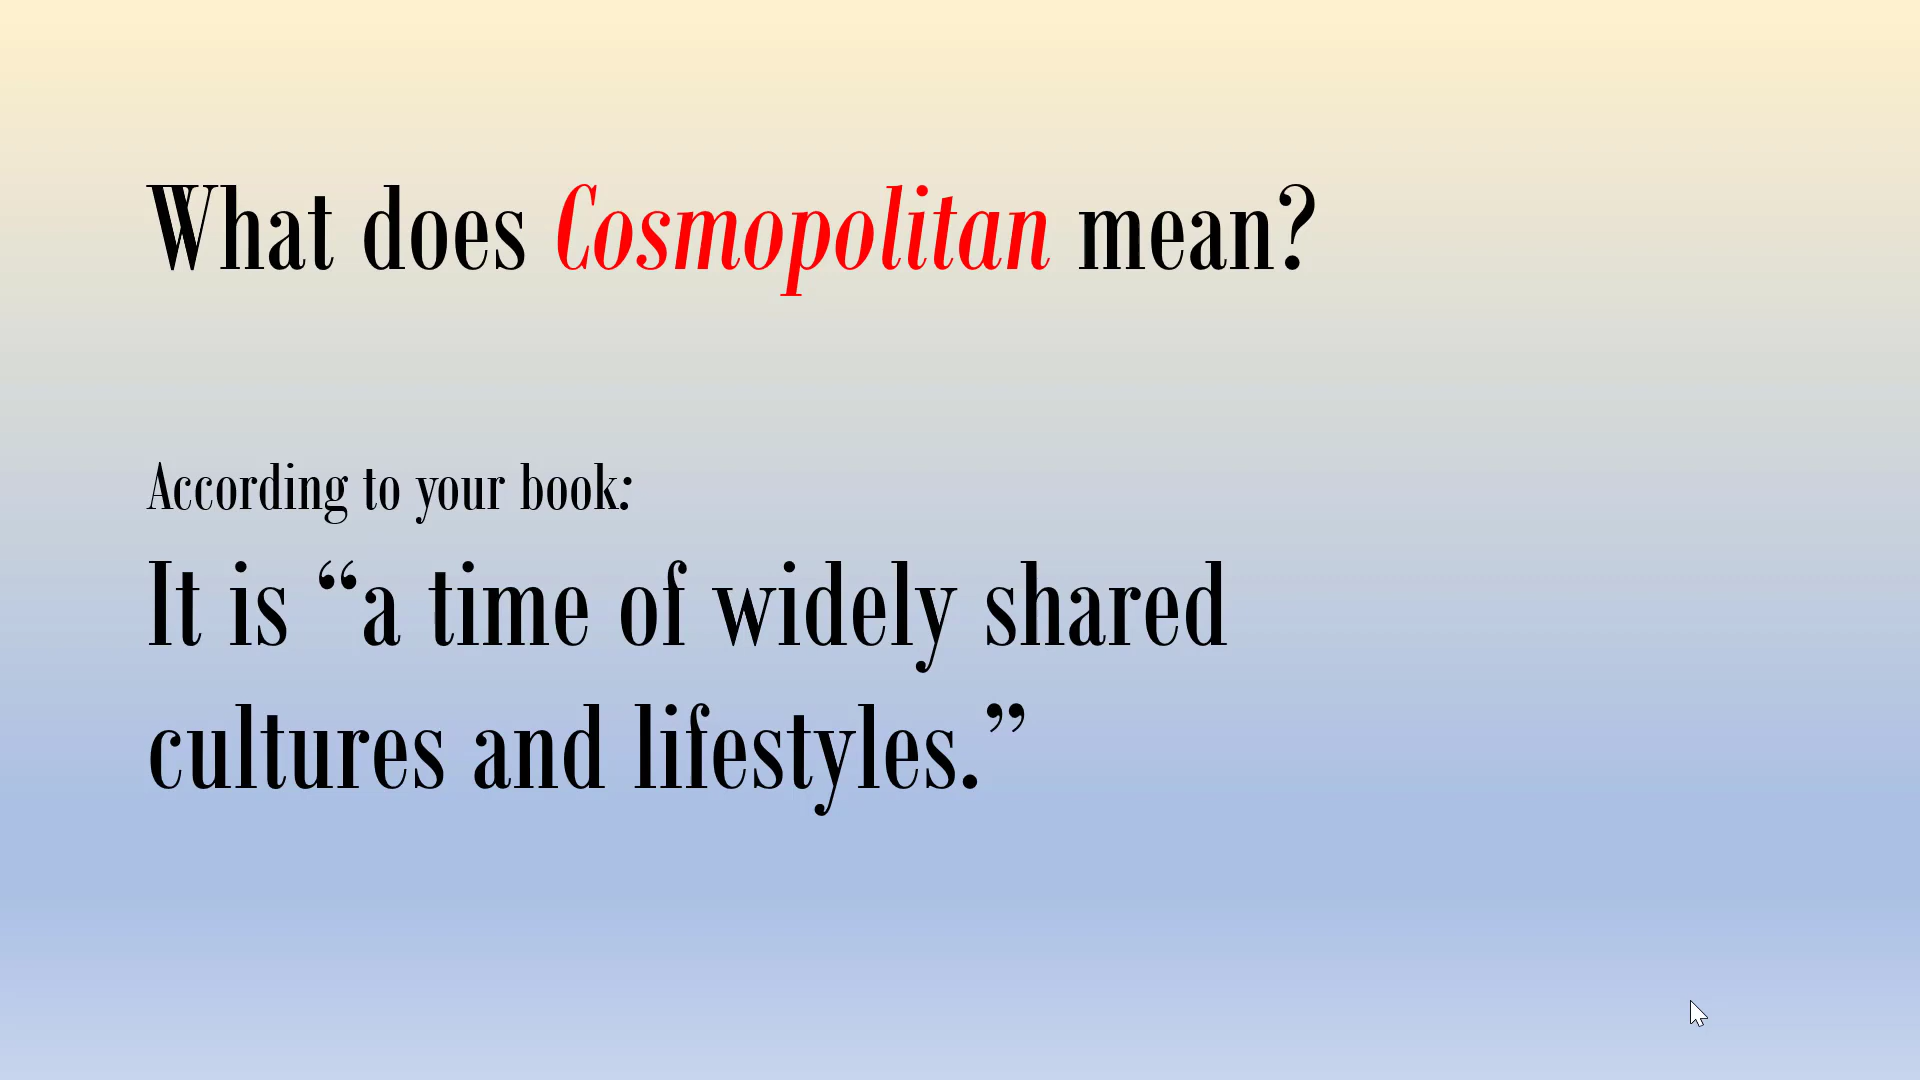 What does Cosmopolitan mean?
According to your book:
It is “a time of widely shared
cultures and lifestyles.”